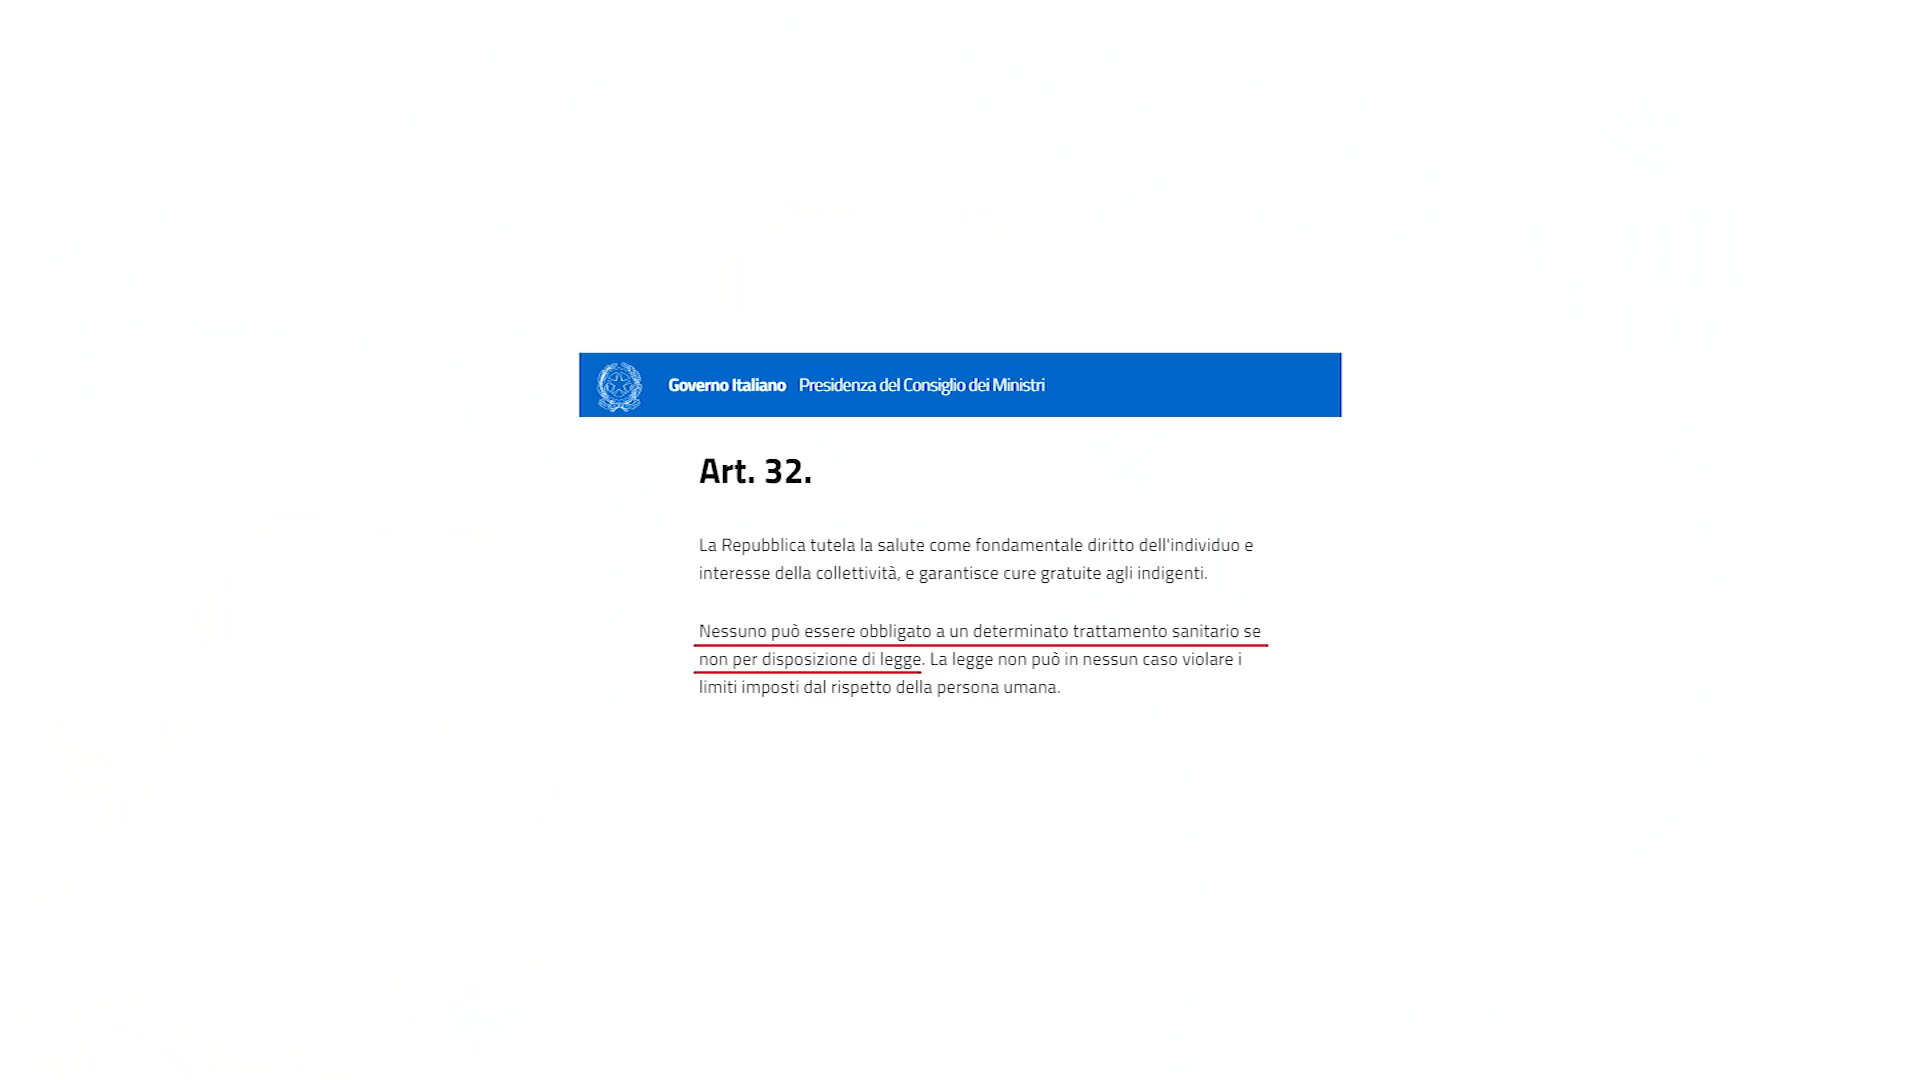 Governo Italiano Presidenza del Consiglio dei Ministri
Art. 32.
La Repubblica tutela la salute come fondamentale diritto dell'individuo e
interesse della collettività, e garantisce cure gratuite agli indigenti.
Nessuno può essere obbligato a un determinato trattamento sanitario se
non per disposizione di legge. La legge non può in nessun caso violare i
limiti imposti dal rispetto della persona umana.